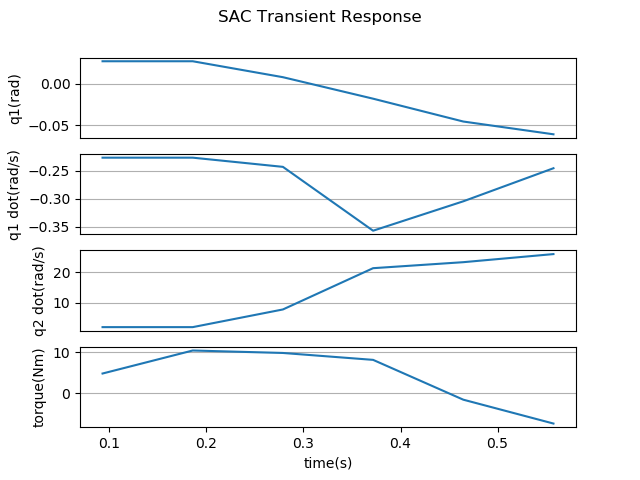 SAC Transient Response
q1(rad)
0.00
−0.05
q1 dot(rad/s)
−0.25
−0.30
−0.35
q2 dot(rad/s)
20
10
torque(Nm)
10
0
0.1 0.2 0.3 0.4 0.5
time(s)